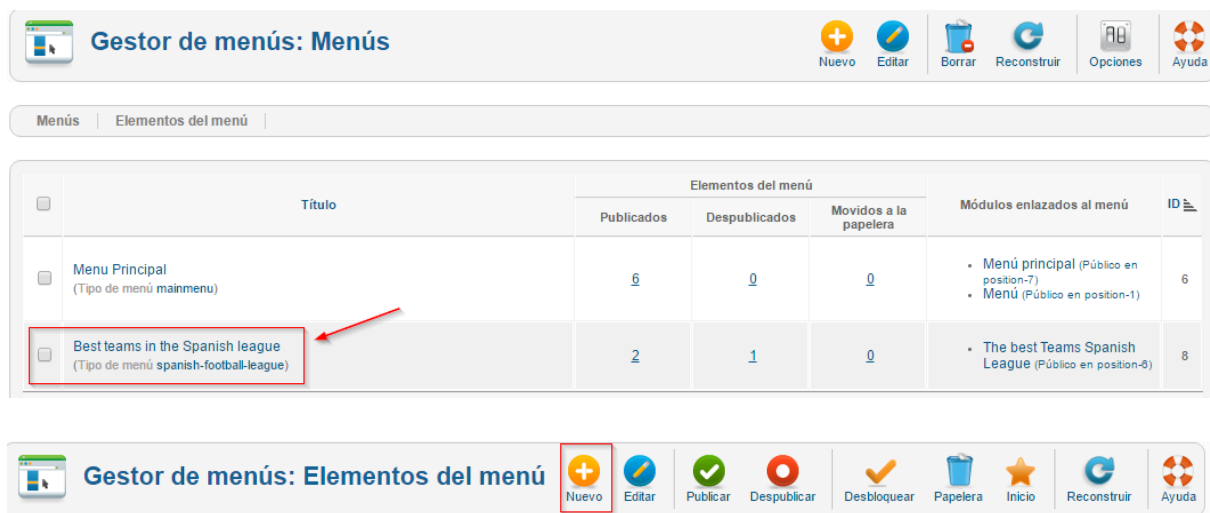 Gestor de menús: Menús
Nuevo Editar Borrar Reconstruir Opciones Ayuda
Menús Elementos del menú
Título
Elementos del menú
Publicados Despublicados Movidos a la papelera
Módulos enlazados al menú
ID
Menu Principal
(Tipo de menú mainmenu)
6 0 0
Menú principal (Público en
position-7)
Menú (Público en position-1)
6
Best teams in the Spanish league
(Tipo de menú spanish-football-league)
2 1 0
The best Teams Spanish
League (Público en position-6)
8
Gestor de menús: Elementos del menú
Nuevo Editar Publicar Despublicar Desbloquear Papelera Inicio Reconstruir Ayuda